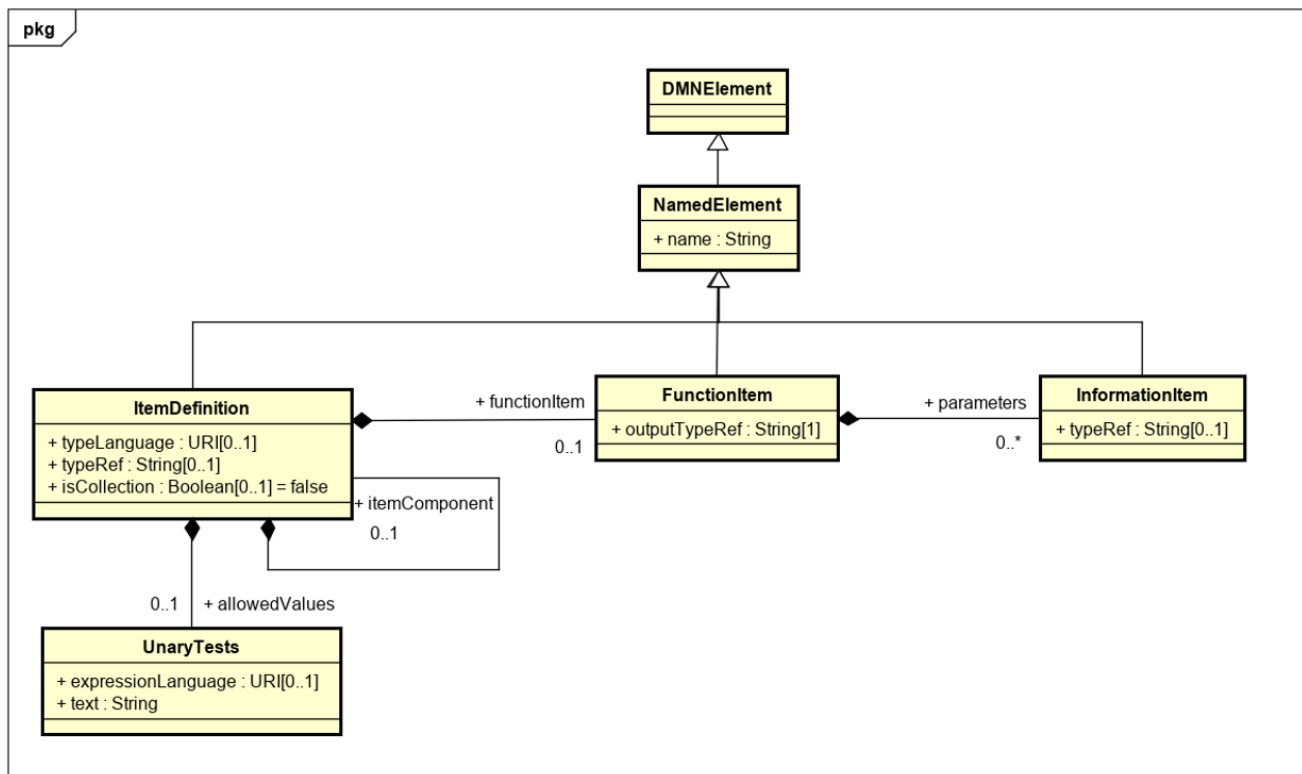 pkg
DMNElement
NamedElement
+ name : String
ItemDefinition
+ typeLanguage : URI[0..1]
+ typeRef : String[0..1]
+ isCollection : Boolean[0..1] = false
+ functionItem
0..1
FunctionItem
+ outputTypeRef : String[1]
+ parameters
0..*
InformationItem
+ typeRef : String[0..1]
+ itemComponent
0..1
0..1 + allowedValues
UnaryTests
+ expressionLanguage : URI[0..1]
+ text : String